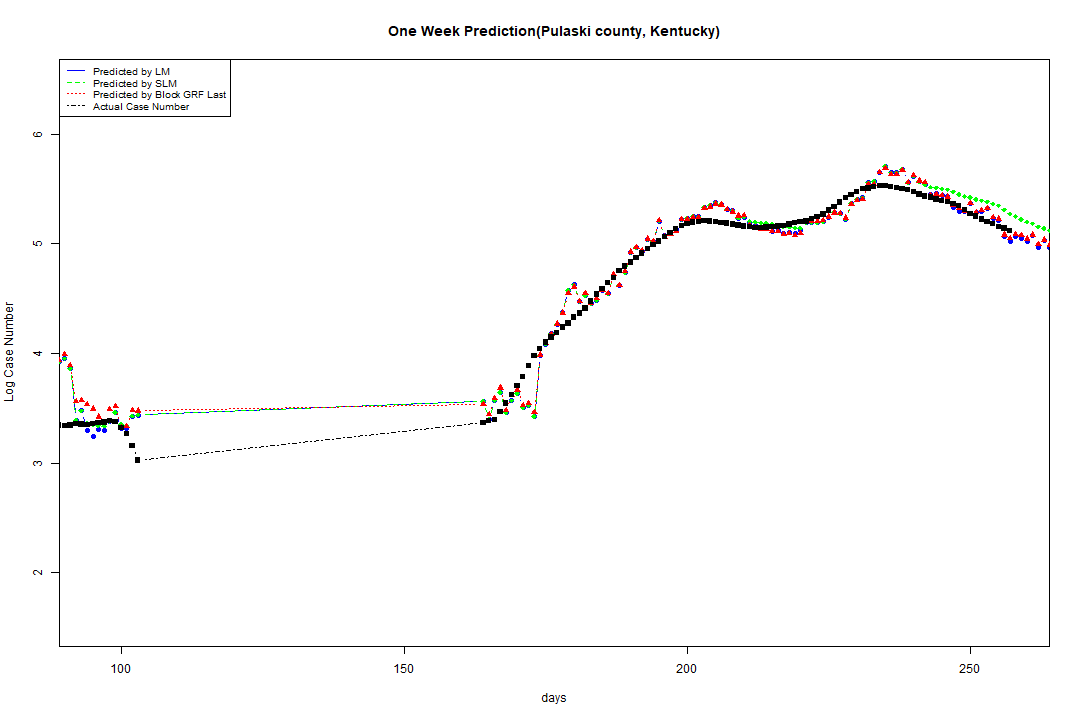 One Week Prediction(Pulaski county, Kentucky)
Predicted by LM
Predicted by SLM
Predicted by Block GRF Last
Actual Case Number
Log Case Number
6
5
4
3
2
100 150 200 250
days